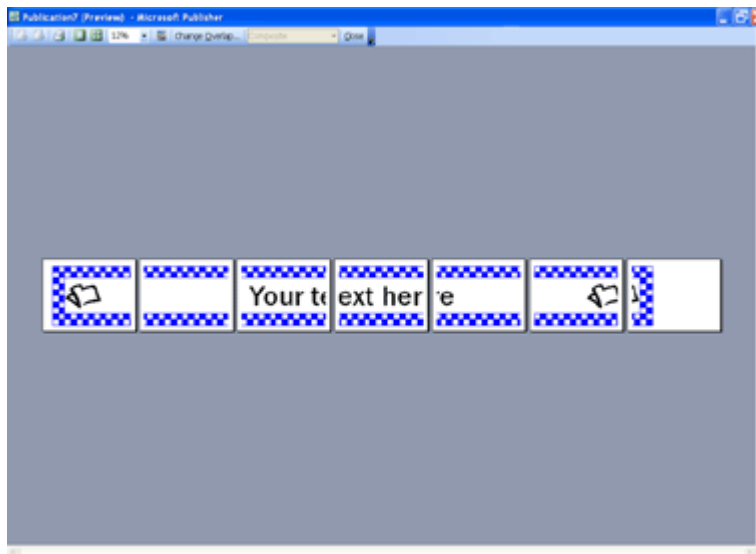 Publication7 (Preview) - Microsoft Publisher
12% Change Overlap... Composite Close
Your te ext her re